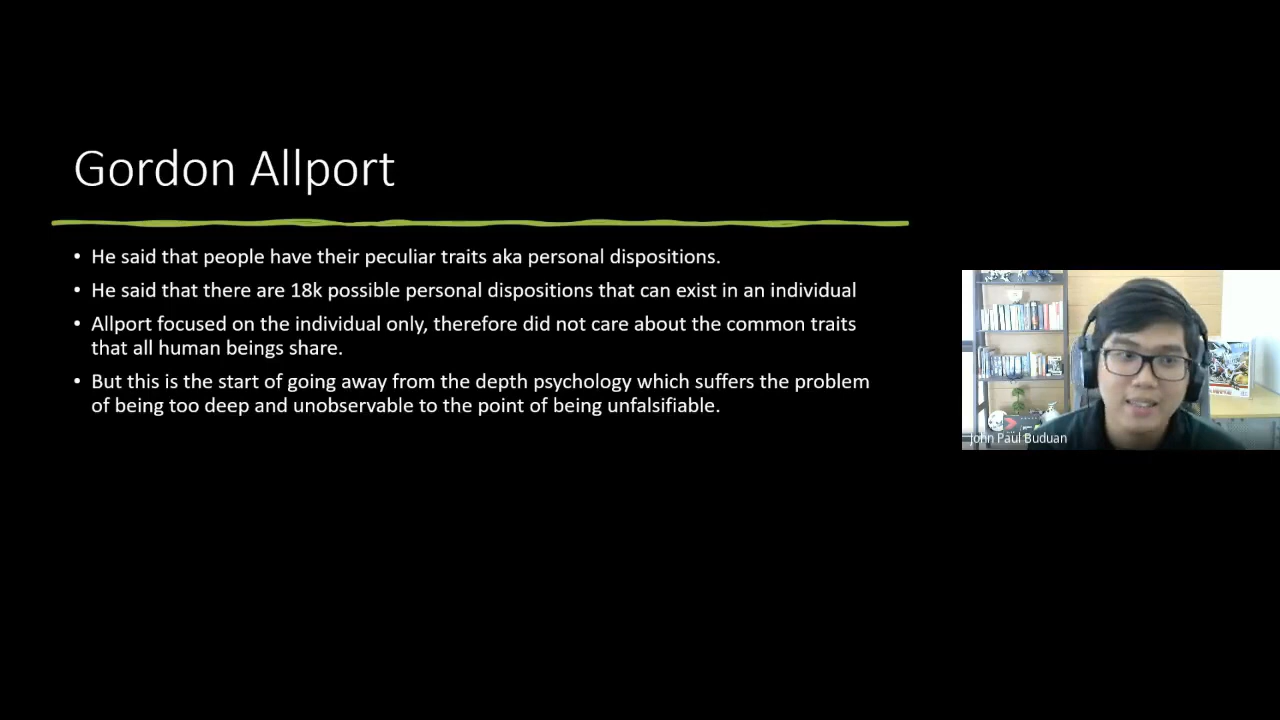 Gordon Allport
• He said that people have their peculiar traits aka personal dispositions.
• He said that there are 18k possible personal dispositions that can exist in an individual
• Allport focused on the individual only, therefore did not care about the common traits
that all human beings share.
• But this is the start of going away from the depth psychology which suffers the problem
of being too deep and unobservable to the point of being unfalsifiable.
John Paul Buduan